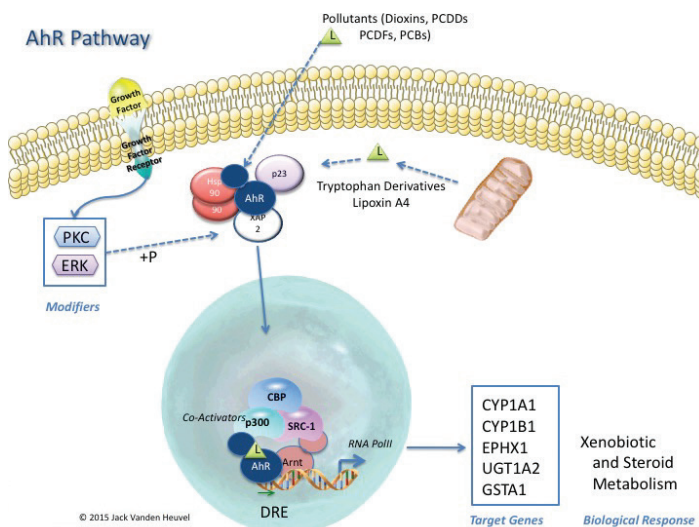 AhR Pathway
Pollutants (Dioxins, PCDDs
PCDFs, PCBs)
L
Growth
Factor
Growth
Factor
Receptor
Hsp
90
90
p23
AhR
XAP
2
L
Tryptophan Derivatives
Lipoxin A4
PKC
ERK
+P
Modifiers
CBP
Co-Activators
p300
SRC-1
L
AhR
Arnt
RNA PolII
DRE
CYP1A1
CYP1B1
EPHX1
UGT1A2
GSTA1
Target Genes
Xenobiotic
and Steroid
Metabolism
Biological Response
© 2015 Jack Vanden Heuvel